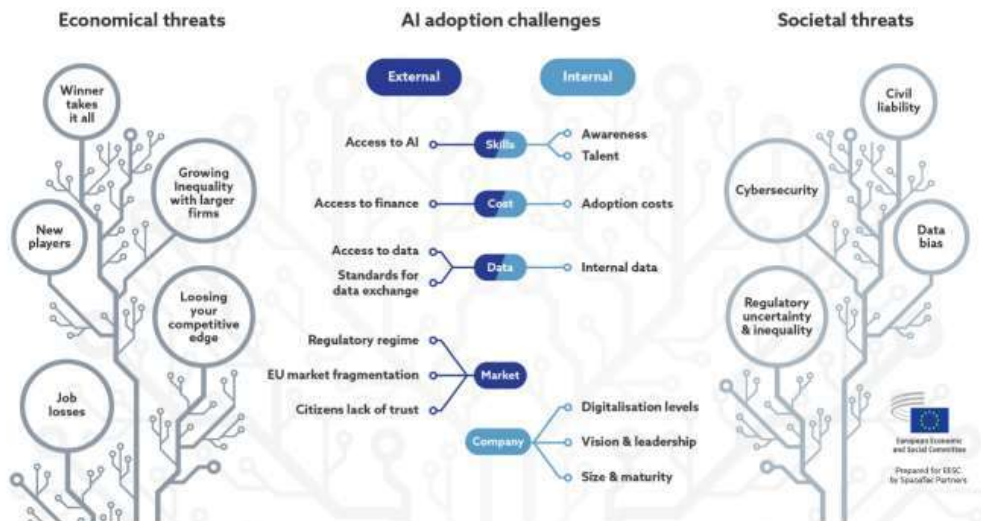 Economical threats
AI adoption challenges
Societal threats
Winner
takes
it all
Growing
Inequality
with larger
firms
New
players
Loosing
your
competitive
edge
Job
losses
External
Internal
Access to AI
Skills
Awareness
Talent
Access to finance
Cost
Adoption costs
Access to data
Standards for
data exchange
Data
Internal data
Regulatory regime
EU market fragmentation
Citizens lack of trust
Market
Company
Digitalisation levels
Vision & leadership
Size & maturity
Civil
liability
Cybersecurity
Data
bias
Regulatory
uncertainty
& inequality
European Economic
and Social Committee
Prepared for EESC
by SpaceTec Partners